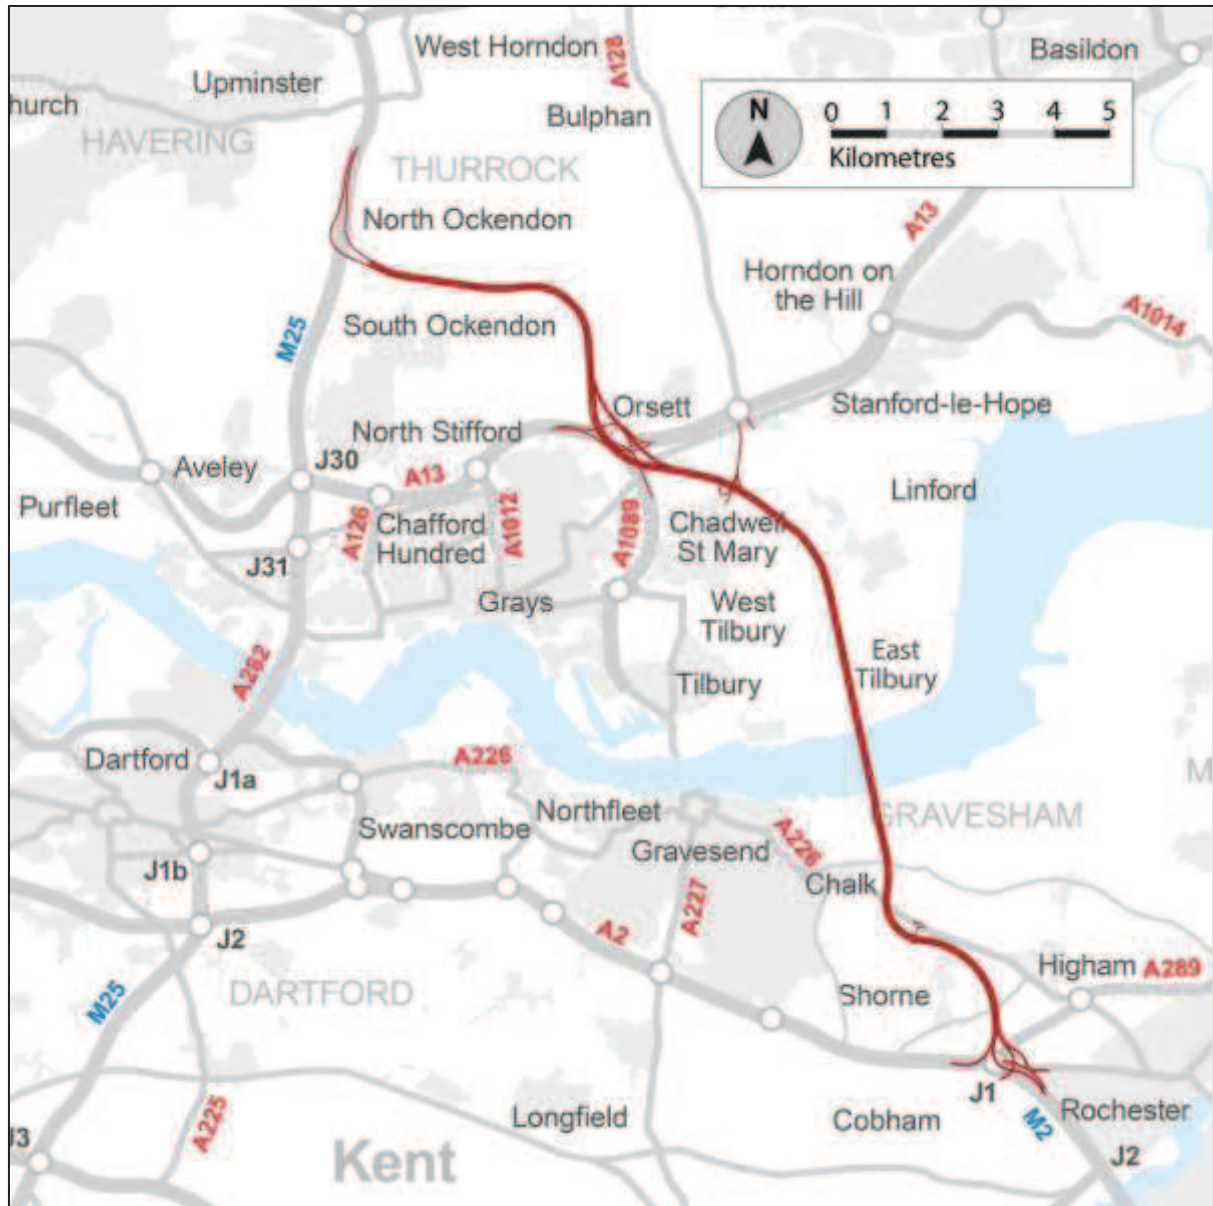 West Horndon
A128
Basildon
Upminster
hurch
Bulphan
HAVERING
N
0 1 2 3 4 5
Kilometres
THURROCK
North Ockendon
A13
Horndon on
the Hill
A1014
M25
South Ockendon
Orsett
Stanford-le-Hope
North Stifford
J30
Aveley
A13
Linford
Purfleet
A126
Chafford
Hundred
A1012
A1089
Chadwell
St Mary
J31
Grays
West
Tilbury
A282
East
Tilbury
Tilbury
Dartford
J1a
A226
M
Northfleet
GRAVESHAM
Swanscombe
A226
Gravesend
J1b
Chalk
A227
J2
A2
Higham
A289
M25
DARTFORD
Shorne
J1
A225
Longfield
Cobham
M2
Rochester
J3
Kent
J2